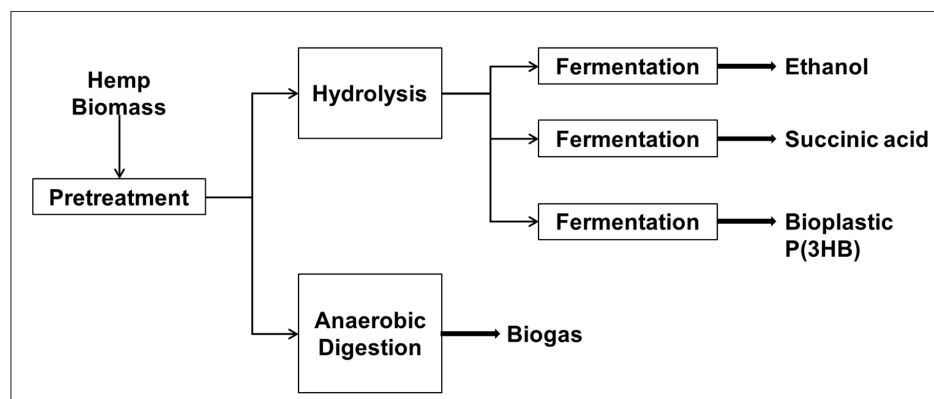 Hemp
Biomass
Pretreatment
Hydrolysis
Fermentation
Ethanol
Fermentation
Succinic acid
Fermentation
Bioplastic
P(3HB)
Anaerobic
Digestion
Biogas